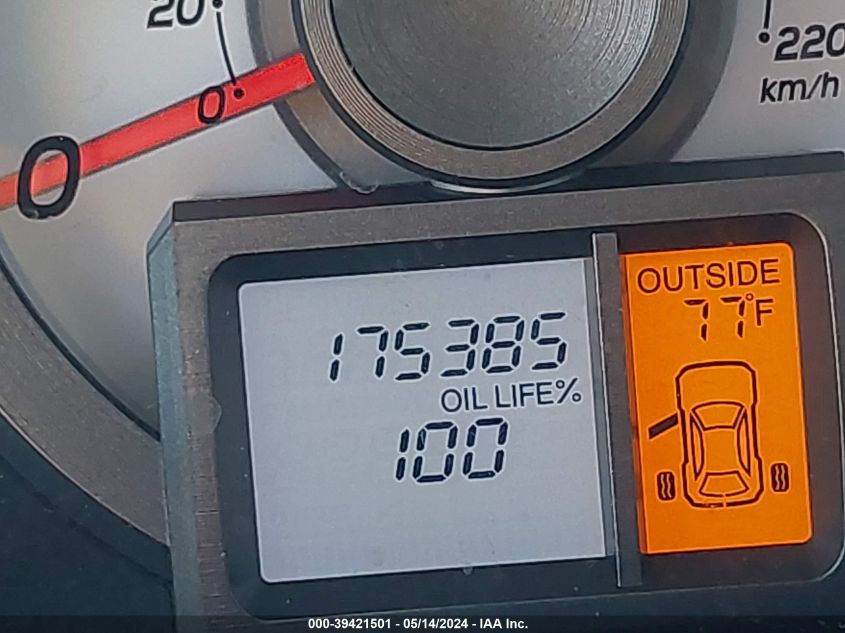 20
0
0
220
km/h
175385
OIL LIFE%
100
OUTSIDE
77°F
000-39421501 - 05/14/2024 - IAA Inc.